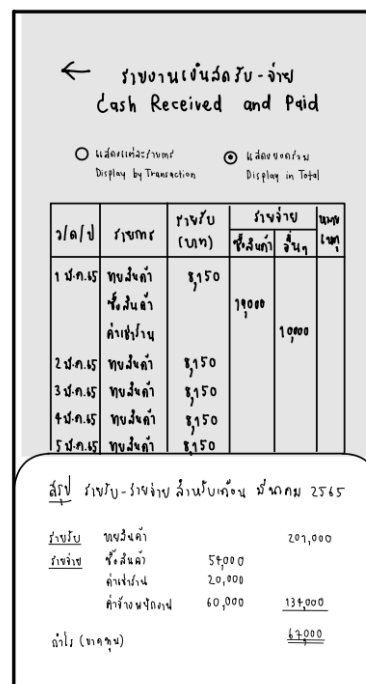 รายงานเงินสดรับ-จ่าย
Cash Received and Paid
แสดงแต่ละรายการ แสดงยอดรวม
Display by Transaction Display in Total
ว/ด/ป รายการ รายรับ (บาท) รายจ่าย หมายเหตุ
ซื้อสินค้า อื่นๆ
1 มี.ค.65 ขายสินค้า 8,150
ซื้อสินค้า 19,000
ค่าเช่าร้าน 10,000
2 มี.ค.65 ขายสินค้า 8,150
3 มี.ค.65 ขายสินค้า 8,150
4 มี.ค.65 ขายสินค้า 8,150
5 มี.ค.65 ขายสินค้า 8,150
สรุป รายรับ-รายจ่าย สำหรับเดือน มีนาคม 2565
รายรับ ขายสินค้า 201,000
รายจ่าย ซื้อสินค้า 54,000
ค่าเช่าร้าน 20,000
ค่าจ้างพนักงาน 60,000 134,000
กำไร (ขาดทุน) 67,000